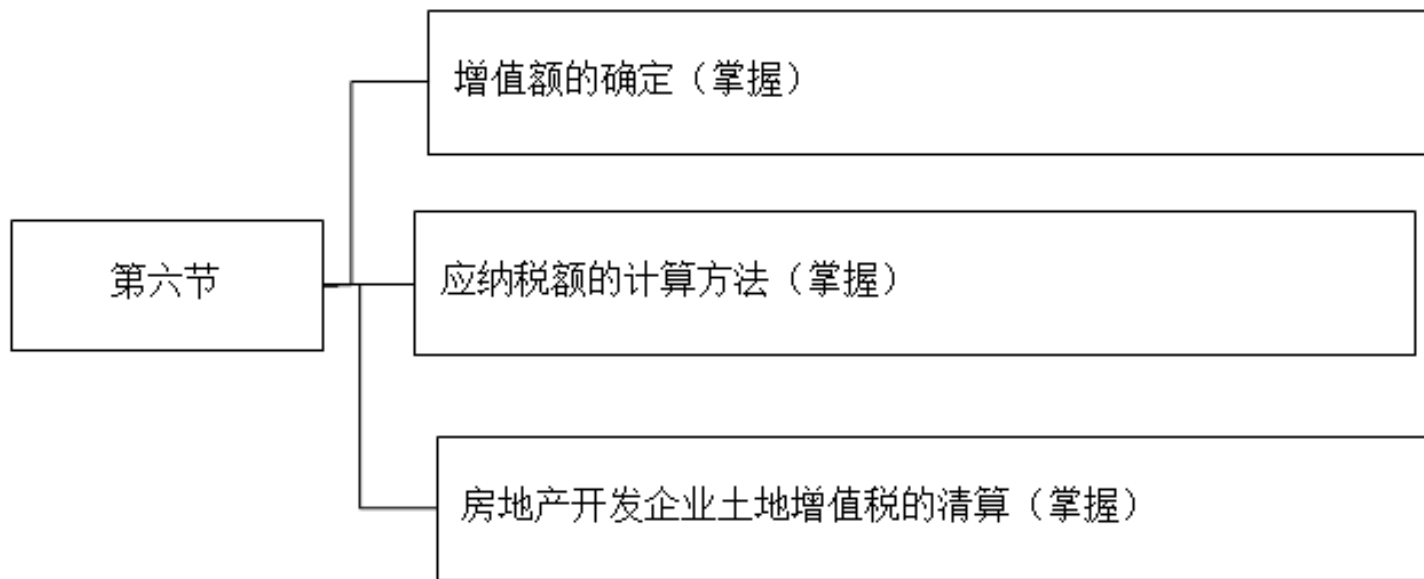 增值额的确定（掌握）
第六节
应纳税额的计算方法（掌握）
房地产开发企业土地增值税的清算（掌握）